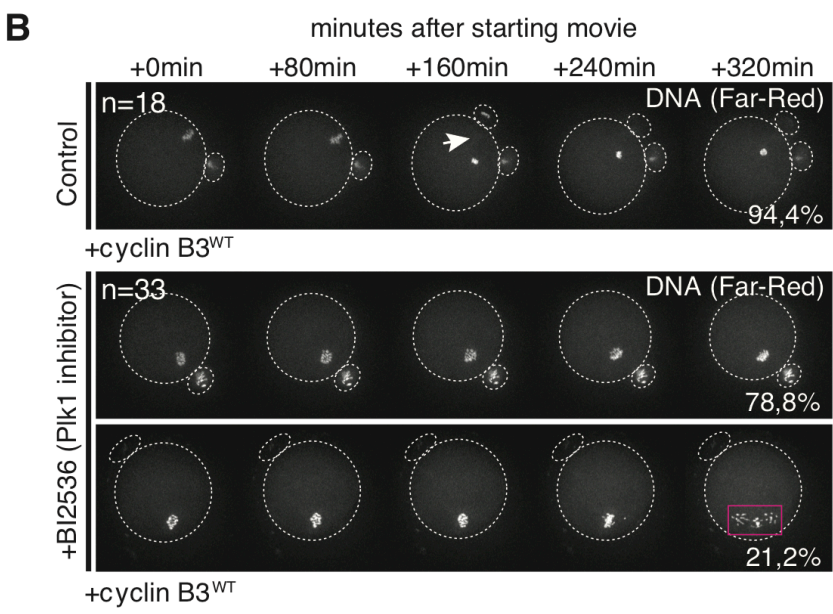 B
minutes after starting movie
+0min +80min +160min +240min +320min
Control
n=18 DNA (Far-Red)
94,4%
+cyclin B3WT
+BI2536 (Plk1 inhibitor)
n=33 DNA (Far-Red)
78,8%
21,2%
+cyclin B3WT